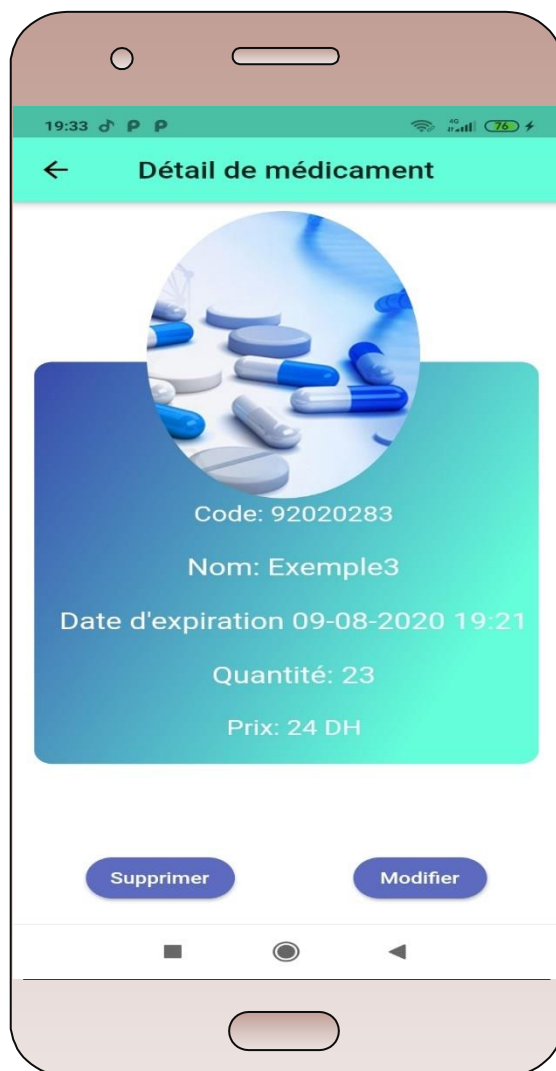 19:33
Détail de médicament
Code: 92020283
Nom: Exemple3
Date d'expiration 09-08-2020 19:21
Quantité: 23
Prix: 24 DH
Supprimer
Modifier
4G
76